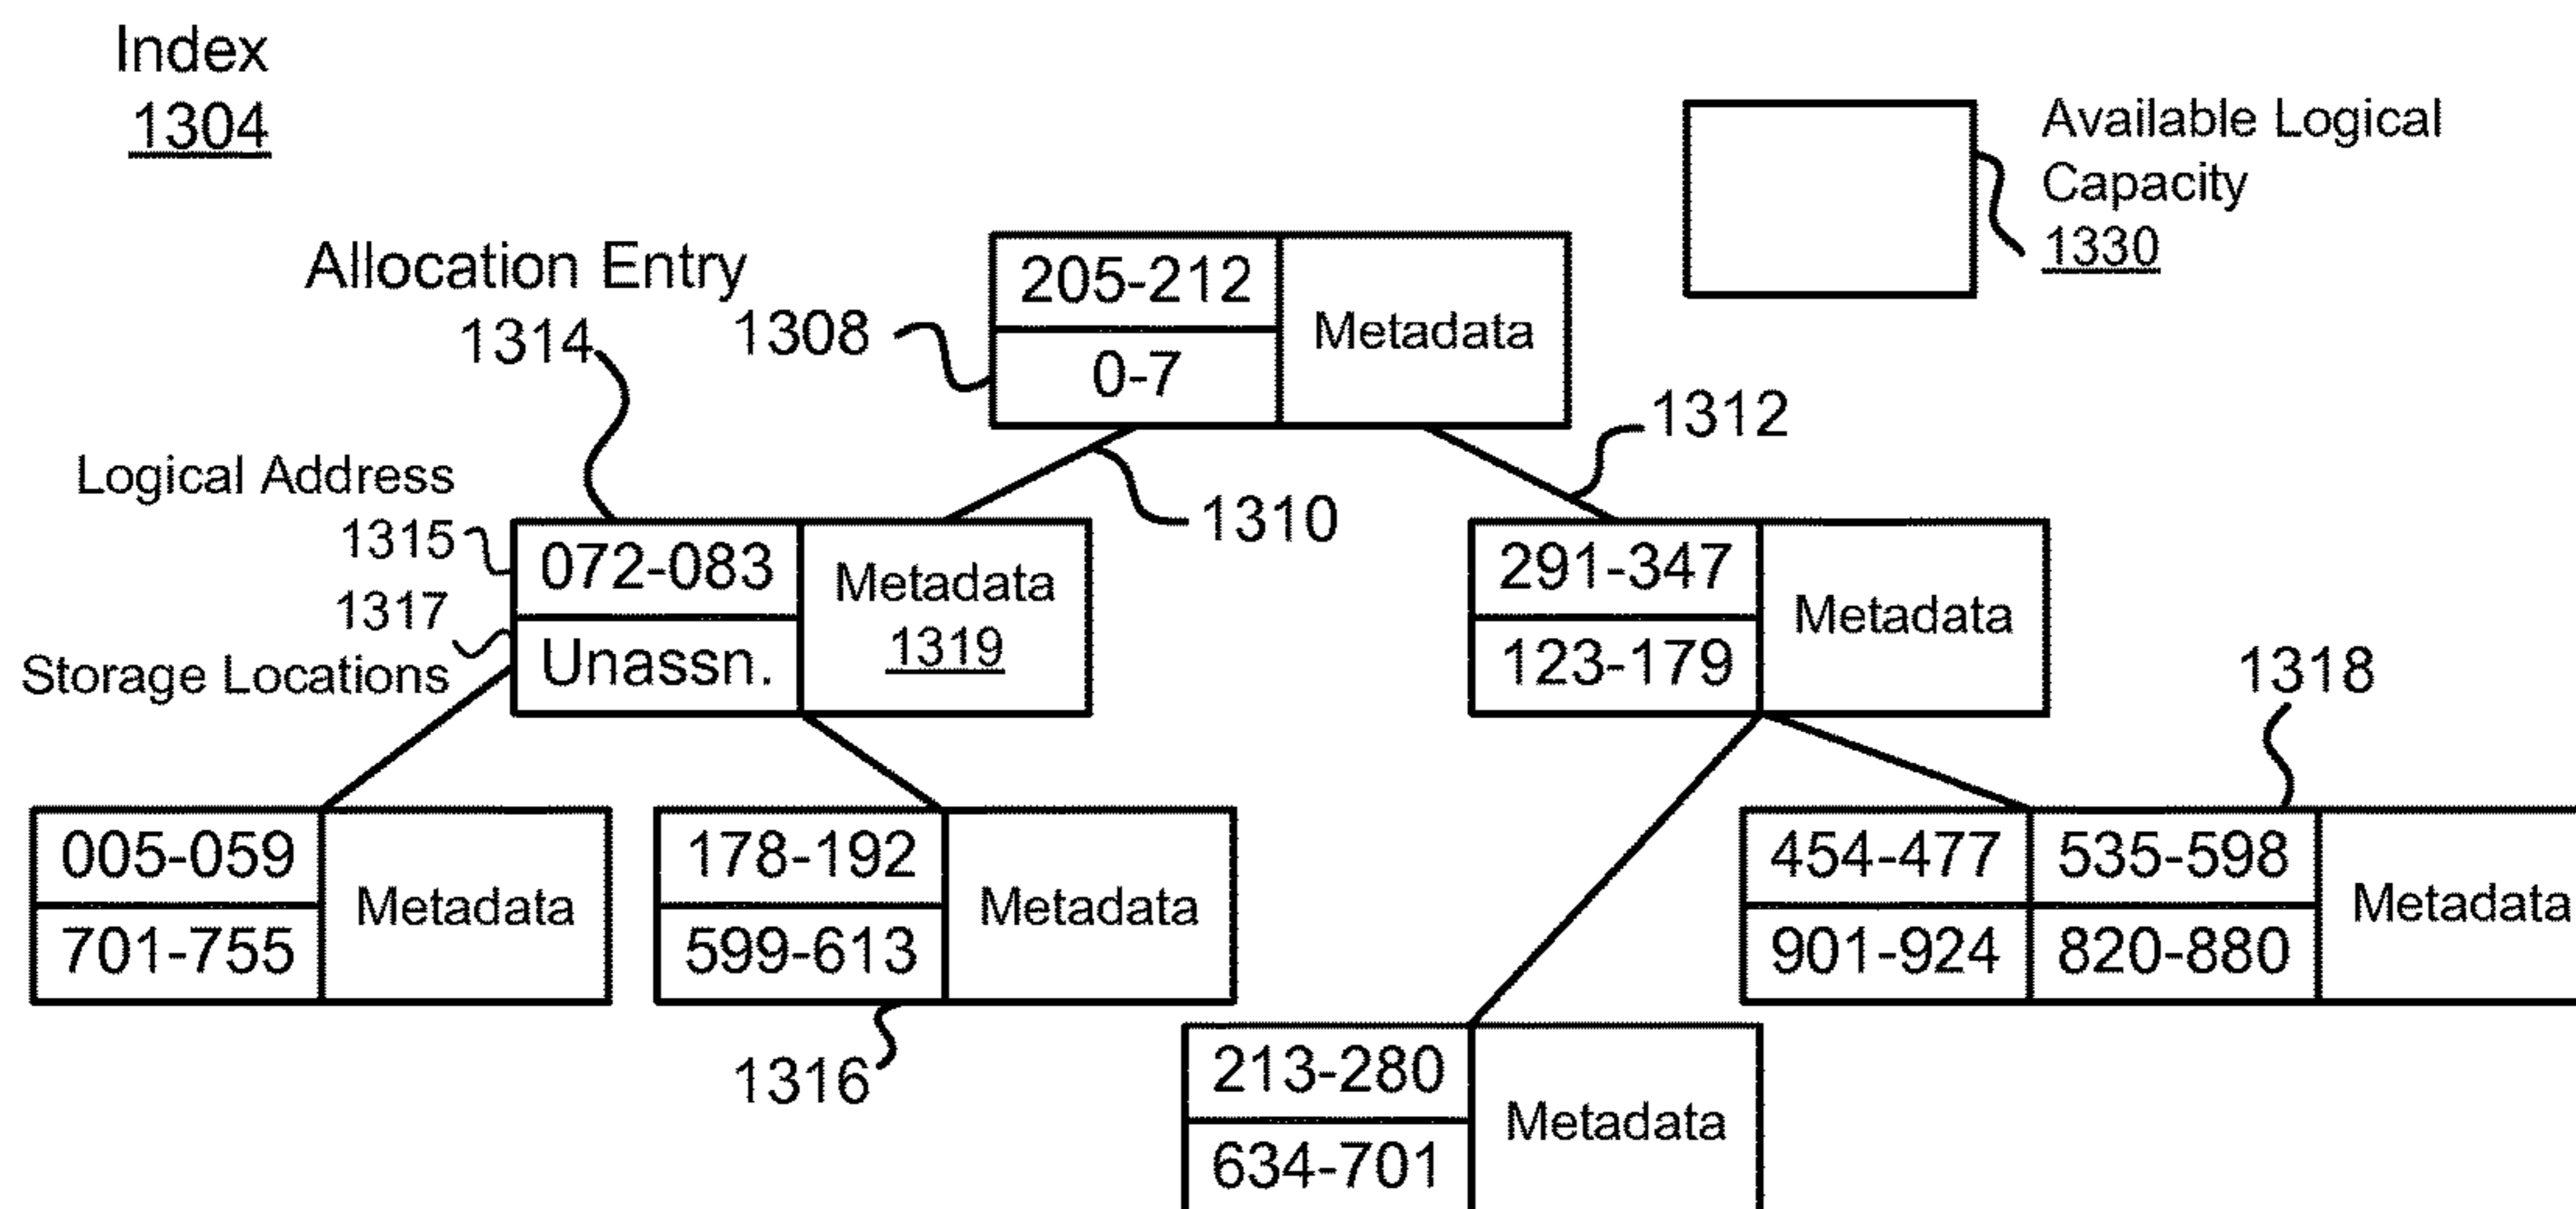 Index
1304
Available Logical
Capacity
1330
Allocation Entry
1314
1308
205-212
0-7
Metadata
1312
1310
Logical Address
1315
1317
Storage Locations
072-083
Unassn.
Metadata
1319
291-347
123-179
Metadata
1318
005-059
701-755
Metadata
178-192
599-613
Metadata
1316
454-477
901-924
535-598
820-880
Metadata
213-280
634-701
Metadata